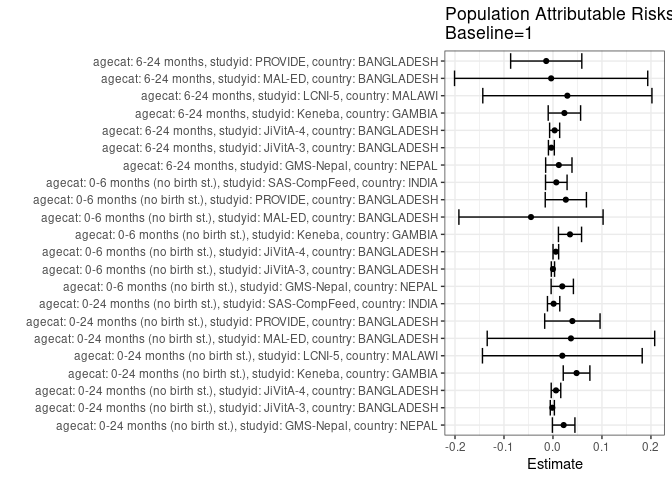 Population Attributable Risks
Baseline=1
agecat: 6-24 months, studyid: PROVIDE, country: BANGLADESH
agecat: 6-24 months, studyid: MAL-ED, country: BANGLADESH
agecat: 6-24 months, studyid: LCNI-5, country: MALAWI
agecat: 6-24 months, studyid: Keneba, country: GAMBIA
agecat: 6-24 months, studyid: JiVitA-4, country: BANGLADESH
agecat: 6-24 months, studyid: JiVitA-3, country: BANGLADESH
agecat: 6-24 months, studyid: GMS-Nepal, country: NEPAL
agecat: 0-6 months (no birth st.), studyid: SAS-CompFeed, country: INDIA
agecat: 0-6 months (no birth st.), studyid: PROVIDE, country: BANGLADESH
agecat: 0-6 months (no birth st.), studyid: MAL-ED, country: BANGLADESH
agecat: 0-6 months (no birth st.), studyid: Keneba, country: GAMBIA
agecat: 0-6 months (no birth st.), studyid: JiVitA-4, country: BANGLADESH
agecat: 0-6 months (no birth st.), studyid: JiVitA-3, country: BANGLADESH
agecat: 0-6 months (no birth st.), studyid: GMS-Nepal, country: NEPAL
agecat: 0-24 months (no birth st.), studyid: SAS-CompFeed, country: INDIA
agecat: 0-24 months (no birth st.), studyid: PROVIDE, country: BANGLADESH
agecat: 0-24 months (no birth st.), studyid: MAL-ED, country: BANGLADESH
agecat: 0-24 months (no birth st.), studyid: LCNI-5, country: MALAWI
agecat: 0-24 months (no birth st.), studyid: Keneba, country: GAMBIA
agecat: 0-24 months (no birth st.), studyid: JiVitA-4, country: BANGLADESH
agecat: 0-24 months (no birth st.), studyid: JiVitA-3, country: BANGLADESH
agecat: 0-24 months (no birth st.), studyid: GMS-Nepal, country: NEPAL
-0.2 -0.1 0.0 0.1 0.2
Estimate